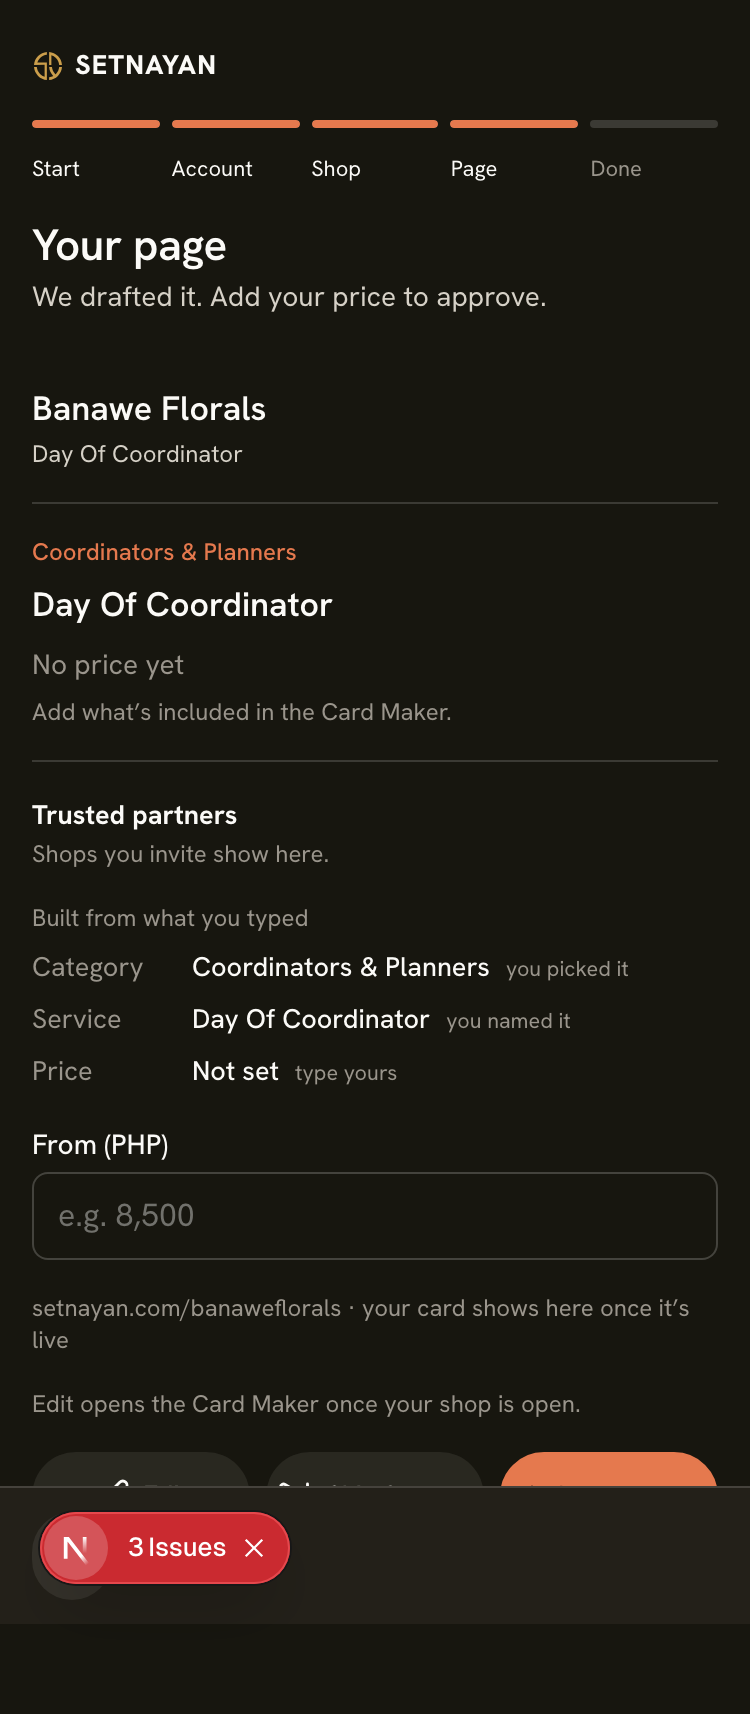 SETNAYAN
Start Account Shop Page Done
Your page
We drafted it. Add your price to approve.
Banawe Florals
Day Of Coordinator
Coordinators & Planners
Day Of Coordinator
No price yet
Add what’s included in the Card Maker.
Trusted partners
Shops you invite show here.
Built from what you typed
Category Coordinators & Planners you picked it
Service Day Of Coordinator you named it
Price Not set type yours
From (PHP)
e.g. 8,500
setnayan.com/banaweflorals · your card shows here once it’s
live
Edit opens the Card Maker once your shop is open.
N 3 Issues